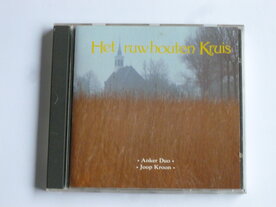 Het ruwhouten Kruis
- Anker Duo -
- Joop Kroon -